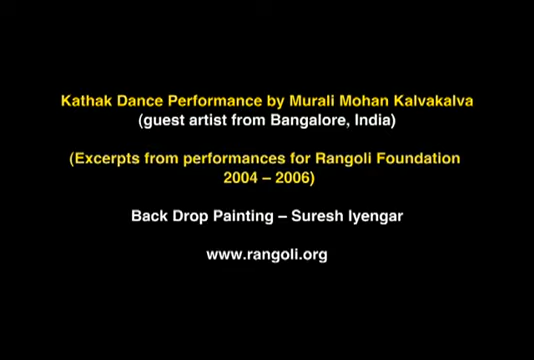 Kathak Dance Performance by Murali Mohan Kalvakalva
(guest artist from Bangalore, India)
(Excerpts from performances for Rangoli Foundation
2004 – 2006)
Back Drop Painting – Suresh Iyengar
www.rangoli.org